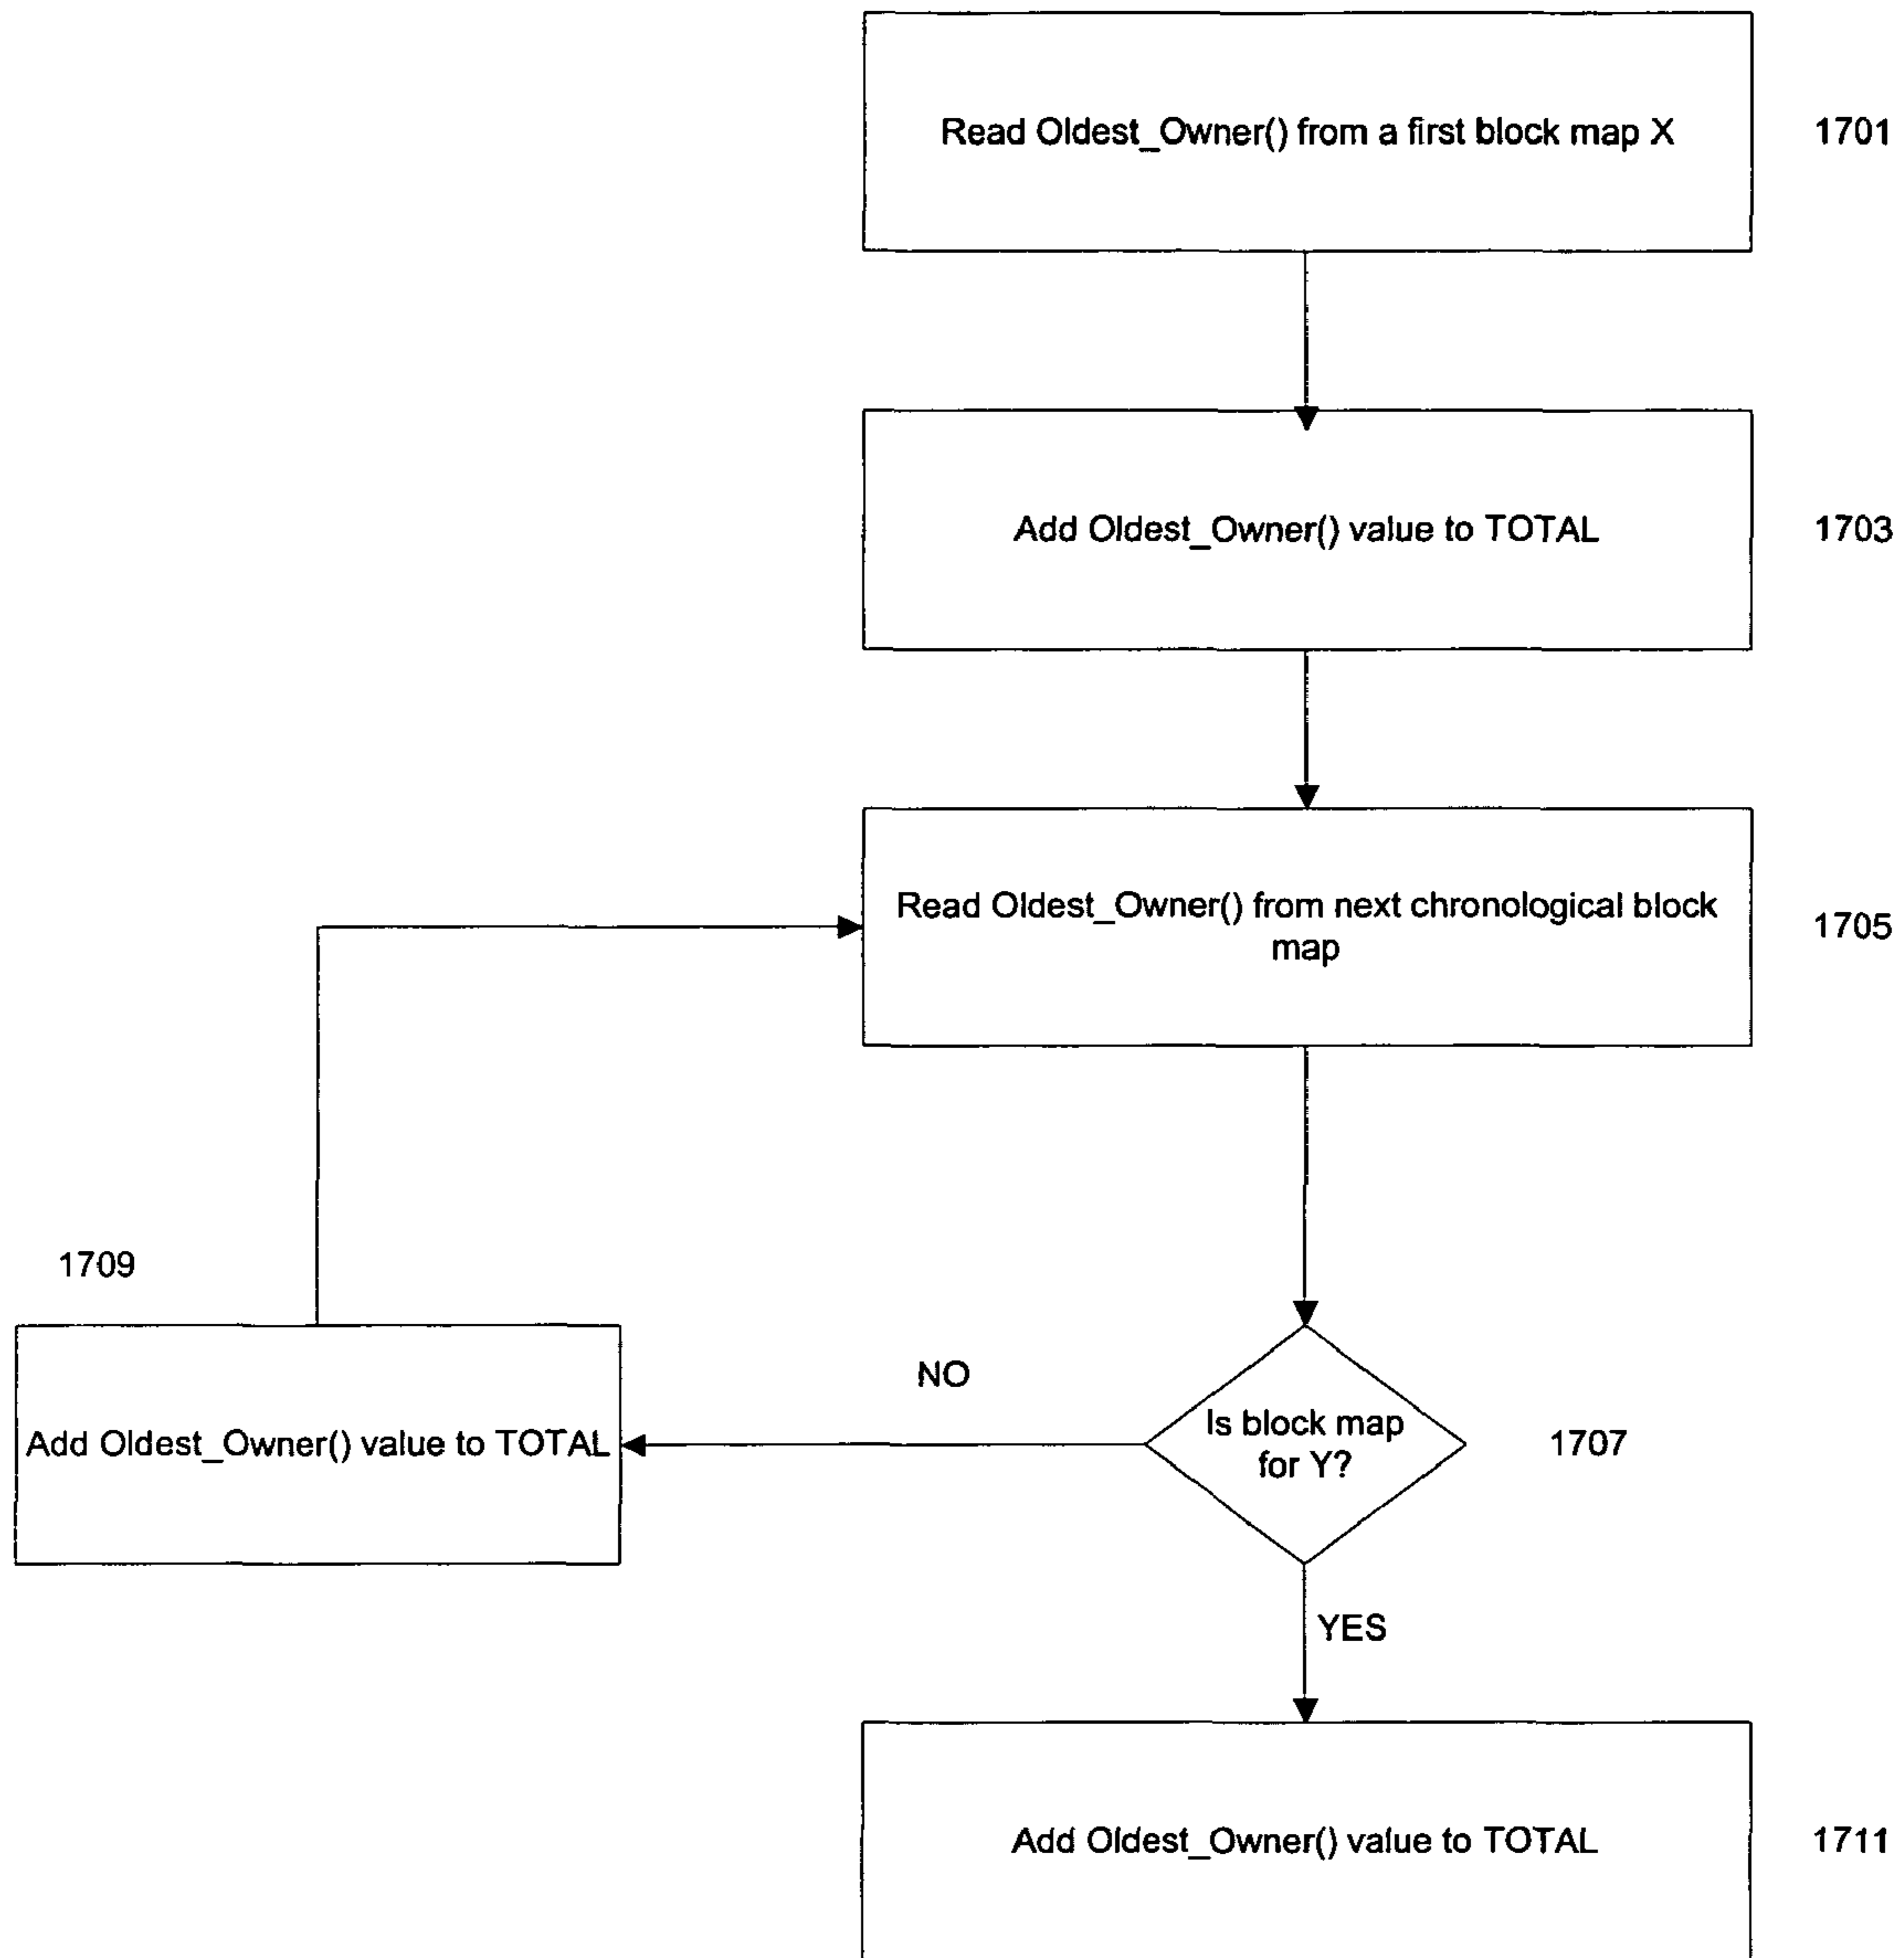 Read Oldest_Owner() from a first block map X
1701
Add Oldest_Owner() value to TOTAL
1703
Read Oldest_Owner() from next chronological block
map
1705
1709
NO
Add Oldest_Owner() value to TOTAL
Is block map
for Y?
1707
YES
Add Oldest_Owner() value to TOTAL
1711